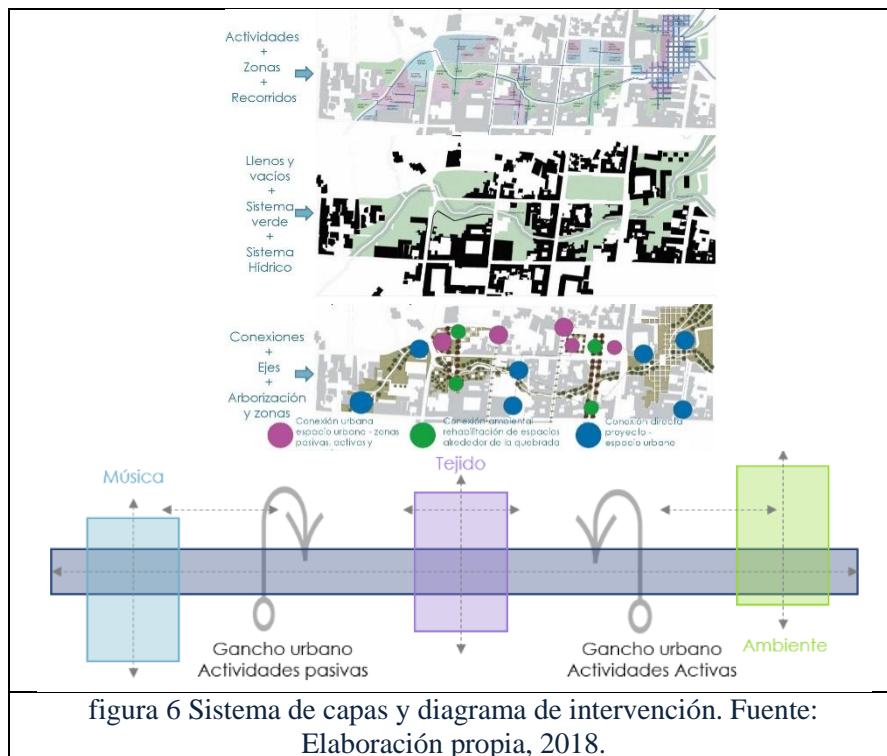 Actividades
+
Zonas
+
Recorridos
Llenos y
vacíos
+
Sistema
verde
+
Sistema
Hídrico
Conexiones
+
Ejes
+
Arborización
y zonas
Conexión urbana
espacio urbano - zonas
pasivas, activas y
Conexión ambiental
rehabilitación de espacios
alrededor de la quebrada
Conexión directa
proyecto -
espacio urbano
Música
Tejido
Gancho urbano
Actividades pasivas
Gancho urbano
Actividades Activas
Ambiente
figura 6 Sistema de capas y diagrama de intervención. Fuente:
Elaboración propia, 2018.